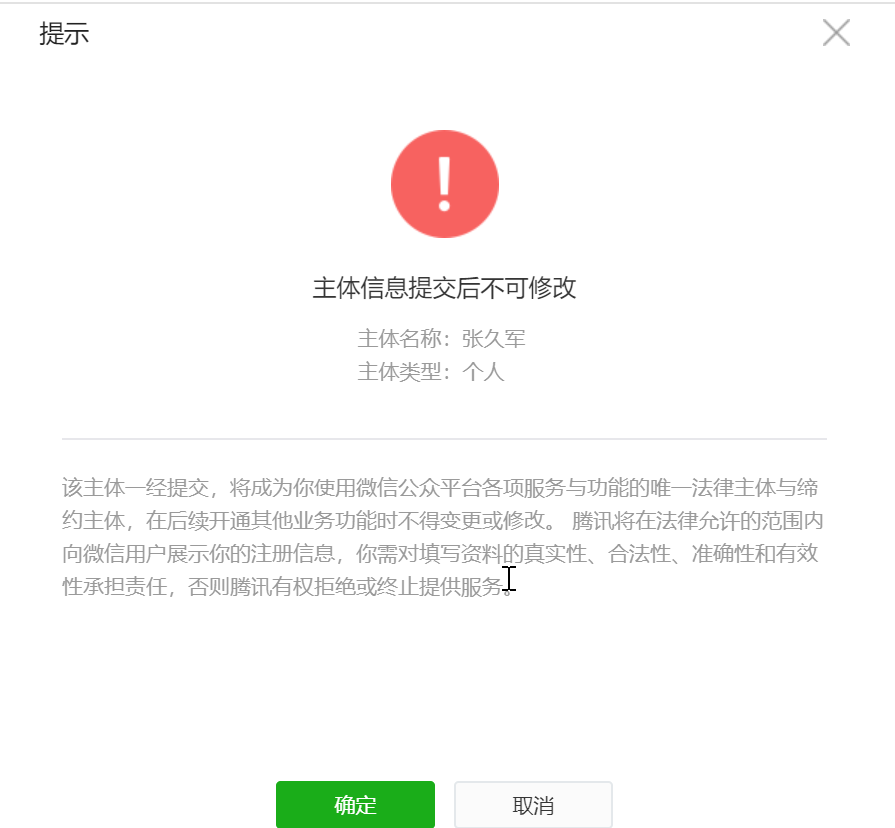 提示
主体信息提交后不可修改
主体名称：张久军
主体类型：个人
该主体一经提交，将成为你使用微信公众平台各项服务与功能的唯一法律主体与缔
约主体，在后续开通其他业务功能时不得变更或修改。 腾讯将在法律允许的范围内
向微信用户展示你的注册信息，你需对填写资料的真实性、合法性、准确性和有效
性承担责任，否则腾讯有权拒绝或终止提供服务。
确定
取消